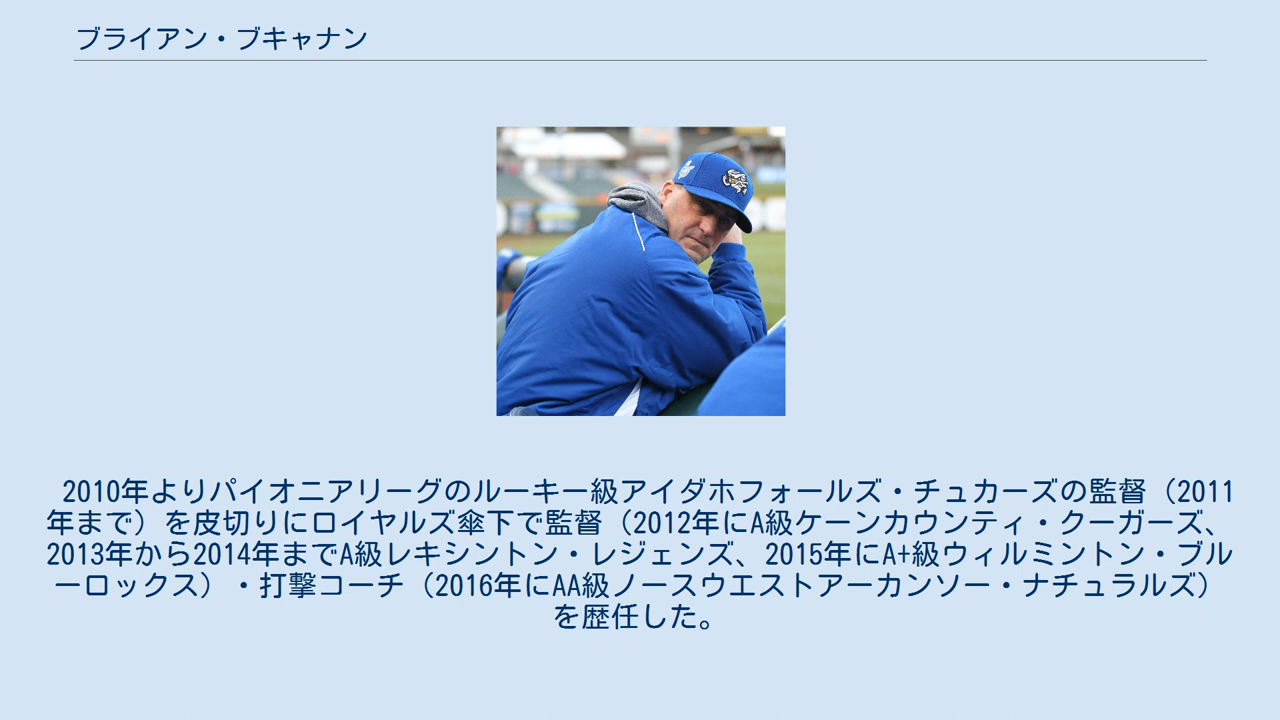 ブライアン・ブキャナン
2010年よりパイオニアリーグのルーキー級アイダホフォールズ・チュカーズの監督（2011
年まで）を皮切りにロイヤルズ傘下で監督（2012年にA級ケーンカウンティ・クーガーズ、
2013年から2014年までA級レキシントン・レジェンズ、2015年にA+級ウィルミントン・ブル
ーロックス）・打撃コーチ（2016年にAA級ノースウエストアーカンソー・ナチュラルズ）
を歴任した。